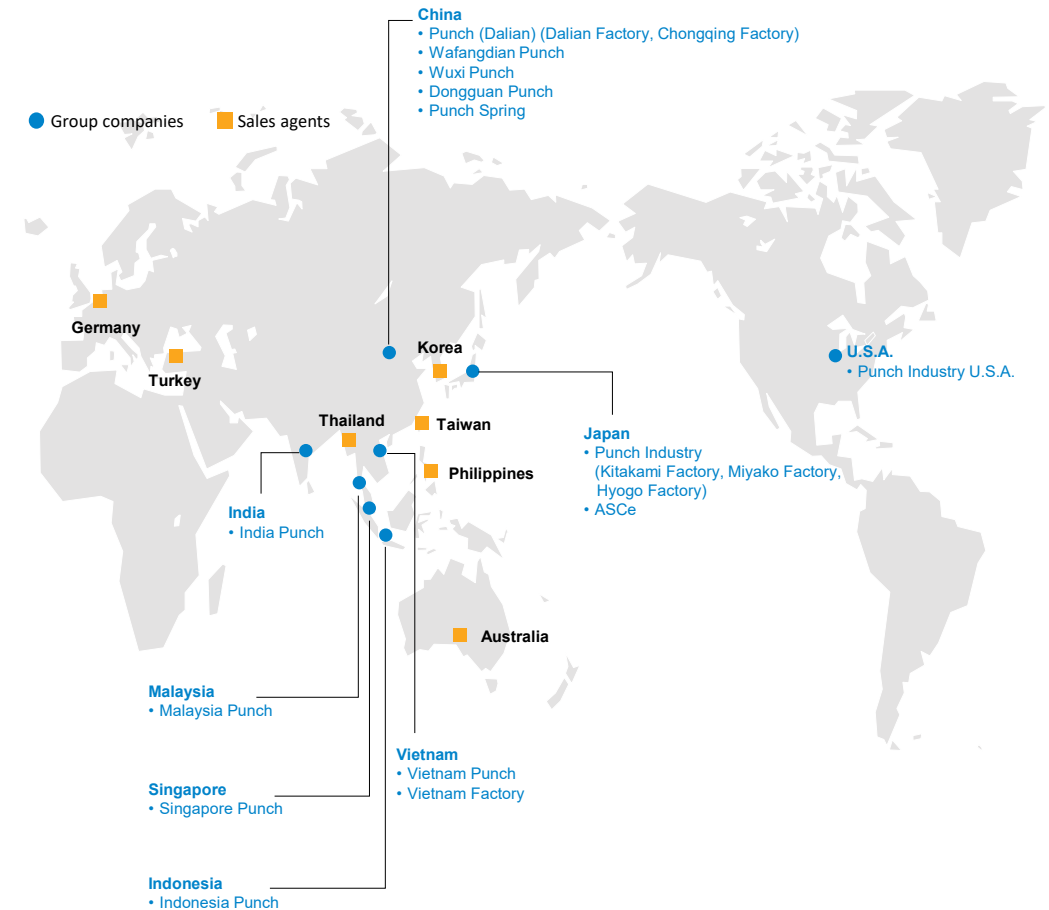 China
• Punch (Dalian) (Dalian Factory, Chongqing Factory)
• Wafangdian Punch
• Wuxi Punch
• Dongguan Punch
• Punch Spring
Group companies
Sales agents
Germany
Turkey
Korea
U.S.A.
• Punch Industry U.S.A.
Thailand
Taiwan
Philippines
Japan
• Punch Industry
(Kitakami Factory, Miyako Factory,
Hyogo Factory)
• ASCe
India
• India Punch
Australia
Malaysia
• Malaysia Punch
Vietnam
• Vietnam Punch
• Vietnam Factory
Singapore
• Singapore Punch
Indonesia
• Indonesia Punch